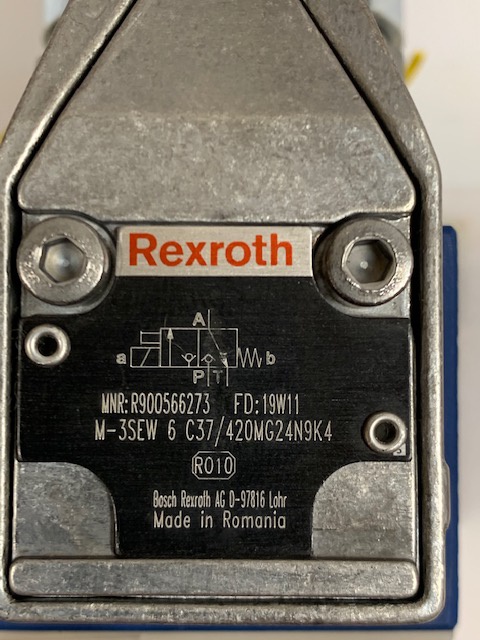 Rexroth
A
a b
P T
MNR:R900566273 FD:19W11
M-3SEW 6 C37/420MG24N9K4
R010
Bosch Rexroth AG D-97816 Lohr
Made in Romania